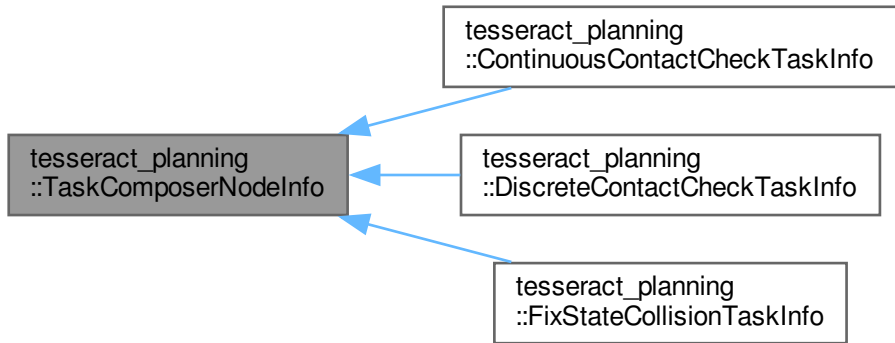 tesseract_planning
::ContinuousContactCheckTaskInfo
tesseract_planning
::TaskComposerNodeInfo
tesseract_planning
::DiscreteContactCheckTaskInfo
tesseract_planning
::FixStateCollisionTaskInfo